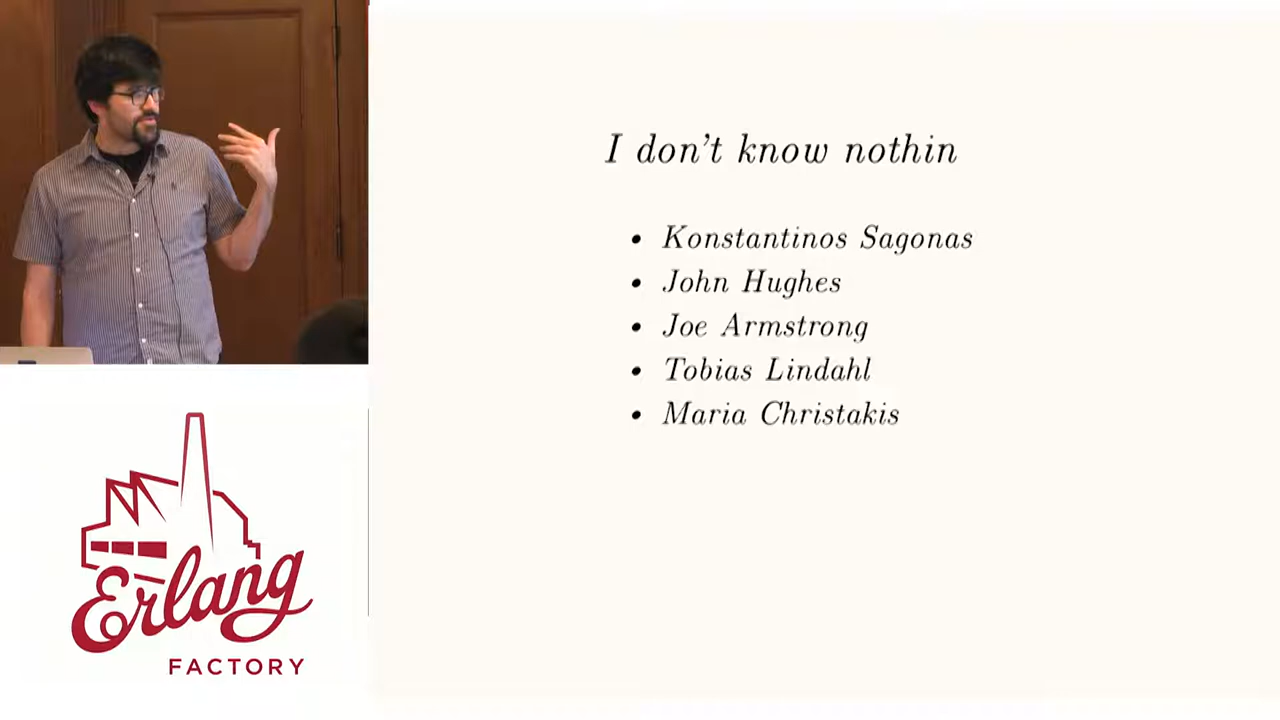 I don't know nothin
• Konstantinos Sagonas
• John Hughes
• Joe Armstrong
• Tobias Lindahl
• Maria Christakis
Erlang
FACTORY